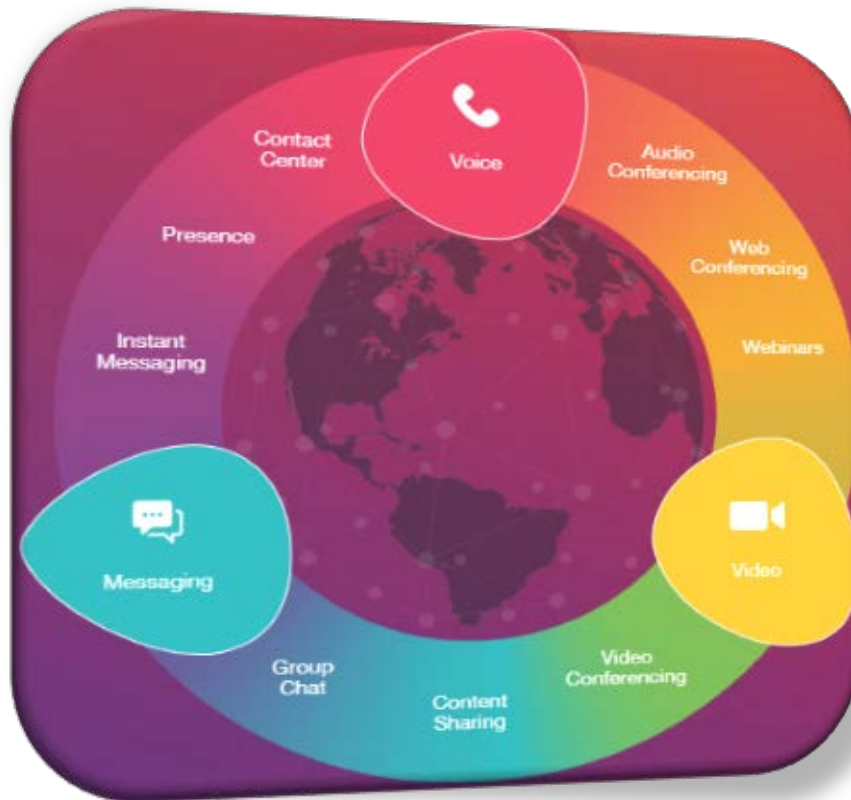 Voice
Contact
Center
Audio
Conferencing
Presence
Web
Conferencing
Instant
Messaging
Webinars
Messaging
Video
Group
Chat
Content
Sharing
Video
Conferencing